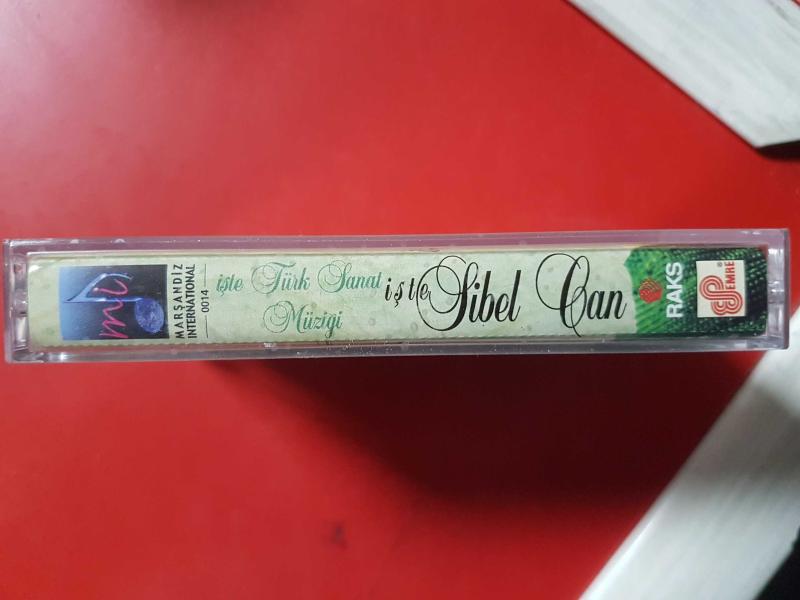 mi
MARŞANDİZ
INTERNATIONAL
0014
işte Türk Sanat
Müziği
işte Sibel Can
RAKS
EMRE